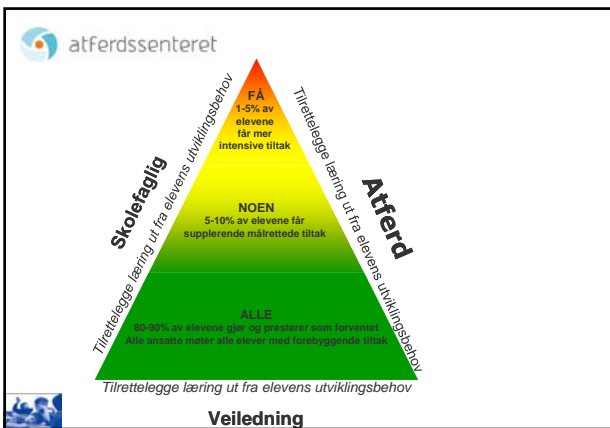 atferdssenteret
FÅ
1-5% av
elevene
får mer
intensive tiltak
NOEN
5-10% av elevene får
supplerende målrettede tiltak
ALLE
80-90% av elevene gjør og presterer som forventet
Alle ansatte møter alle elever med forebyggende tiltak
Skolefaglig
Tilrettelegge læring ut fra elevens utviklingsbehov
Atferd
Tilrettelegge læring ut fra elevens utviklingsbehov
Tilrettelegge læring ut fra elevens utviklingsbehov
Veiledning